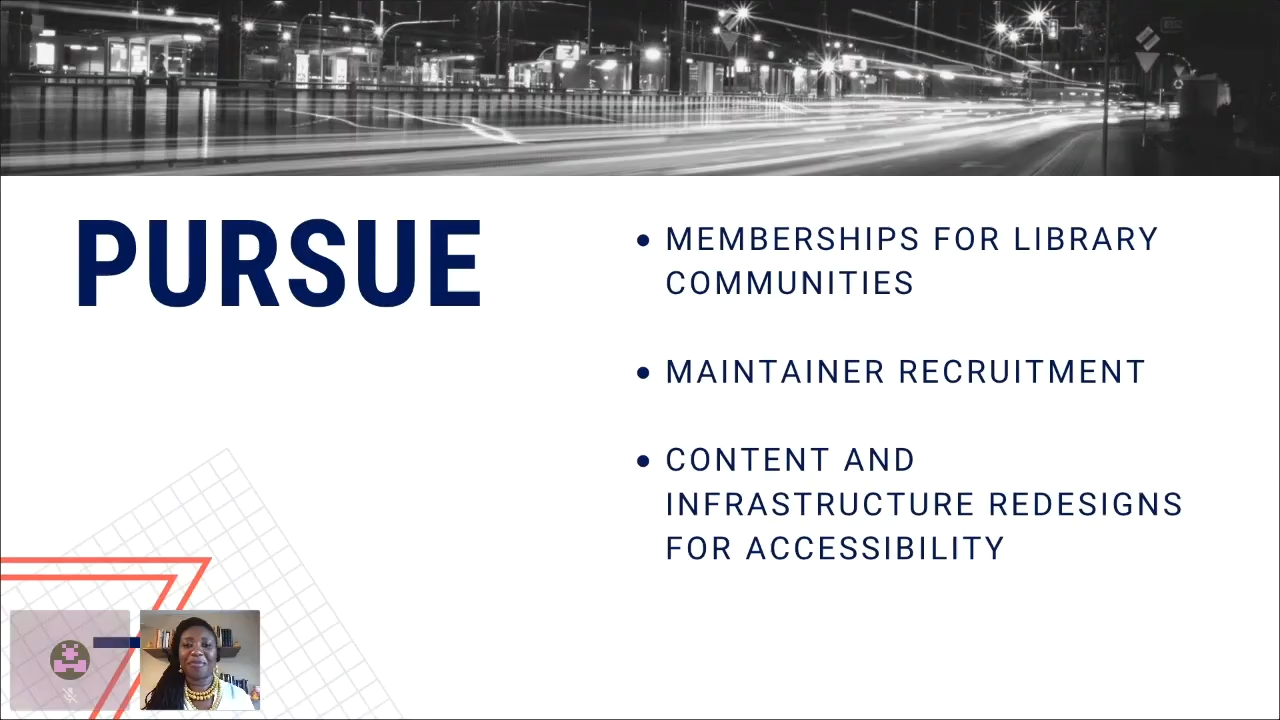 PURSUE
• MEMBERSHIPS FOR LIBRARY
COMMUNITIES
• MAINTAINER RECRUITMENT
• CONTENT AND
INFRASTRUCTURE REDESIGNS
FOR ACCESSIBILITY